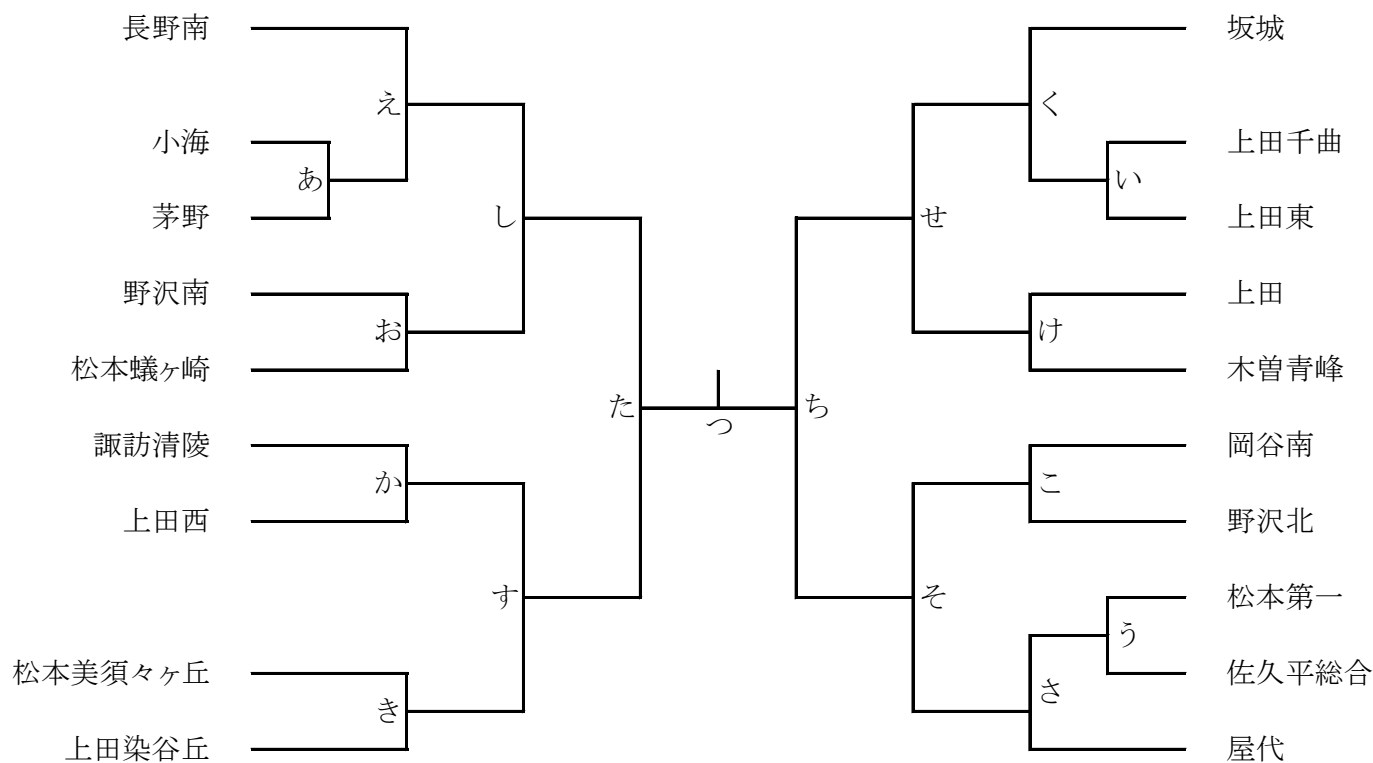 長野南
坂城
え
く
小海
上田千曲
あ
い
茅野
上田東
し
せ
野沢南
上田
お
け
松本蟻ヶ崎
木曽青峰
た
つ
ち
諏訪清陵
岡谷南
か
こ
上田西
野沢北
す
そ
松本第一
う
松本美須々ヶ丘
佐久平総合
き
さ
上田染谷丘
屋代